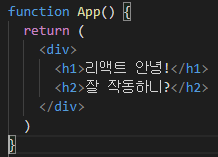 function App() {
  return (
    <div>
      <h1>리액트 안녕!</h1>
      <h2>잘 작동하니?</h2>
    </div>
  )
}